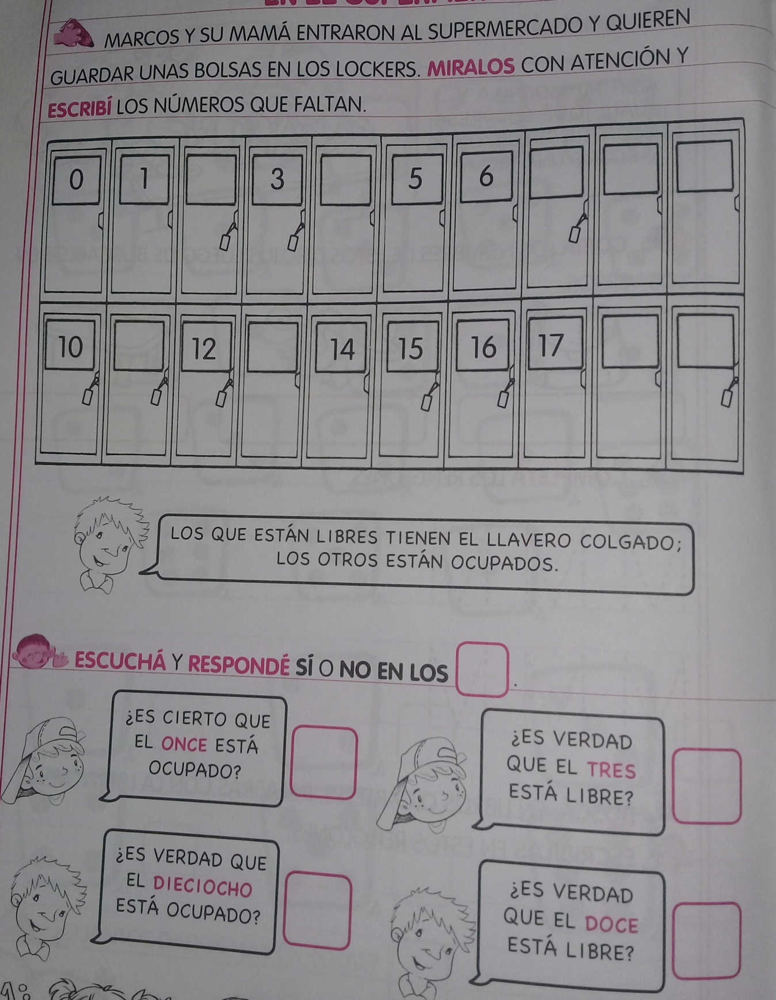 MARCOS Y SU MAMÁ ENTRARON AL SUPERMERCADO Y QUIEREN
GUARDAR UNAS BOLSAS EN LOS LOCKERS. MIRALOS CON ATENCIÓN Y
ESCRIBÍ LOS NÚMEROS QUE FALTAN.
0 1 3 5 6
10 12 14 15 16 17
LOS QUE ESTÁN LIBRES TIENEN EL LLAVERO COLGADO;
LOS OTROS ESTÁN OCUPADOS.
ESCUCHÁ Y RESPONDÉ SÍ O NO EN LOS .
¿ES CIERTO QUE
EL ONCE ESTÁ
OCUPADO?
¿ES VERDAD
QUE EL TRES
ESTÁ LIBRE?
¿ES VERDAD QUE
EL DIECIOCHO
ESTÁ OCUPADO?
¿ES VERDAD
QUE EL DOCE
ESTÁ LIBRE?